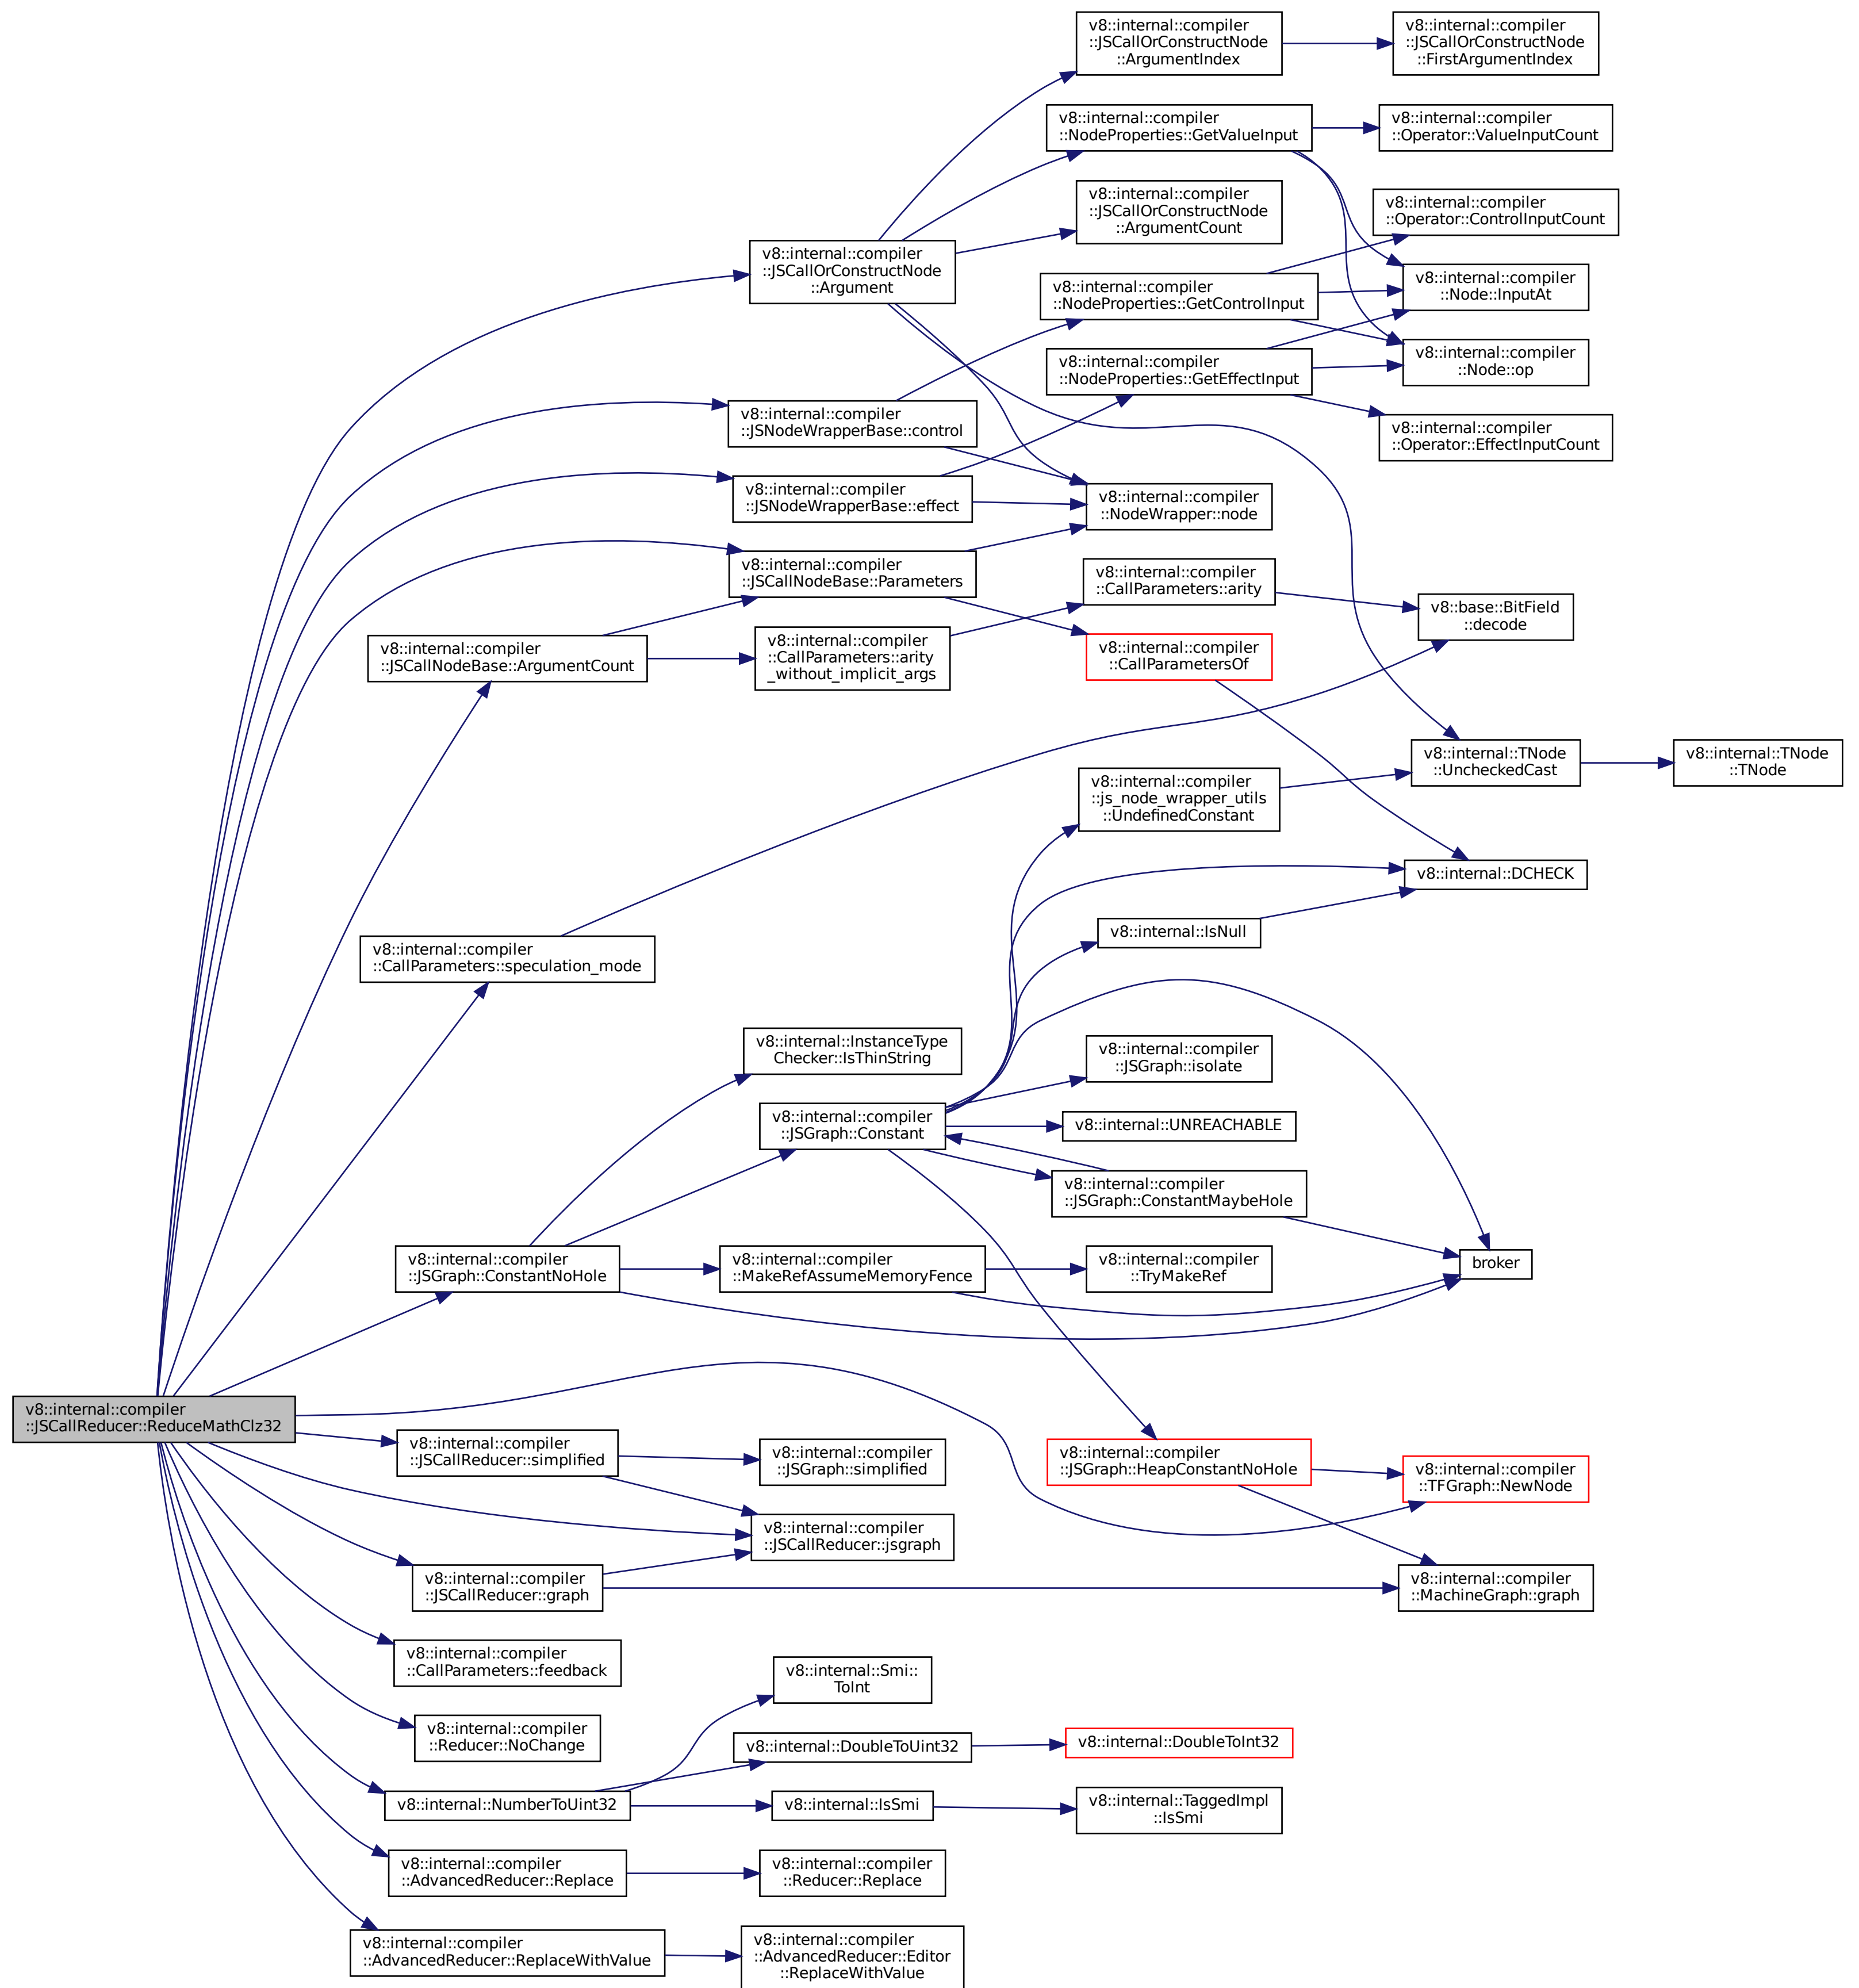 v8::internal::compiler
::JSCallOrConstructNode
::ArgumentIndex
v8::internal::compiler
::JSCallOrConstructNode
::FirstArgumentIndex
v8::internal::compiler
::NodeProperties::GetValueInput
v8::internal::compiler
::Operator::ValueInputCount
v8::internal::compiler
::JSCallOrConstructNode
::ArgumentCount
v8::internal::compiler
::Operator::ControlInputCount
v8::internal::compiler
::JSCallOrConstructNode
::Argument
v8::internal::compiler
::NodeProperties::GetControlInput
v8::internal::compiler
::Node::InputAt
v8::internal::compiler
::NodeProperties::GetEffectInput
v8::internal::compiler
::Node::op
v8::internal::compiler
::JSNodeWrapperBase::control
v8::internal::compiler
::Operator::EffectInputCount
v8::internal::compiler
::JSNodeWrapperBase::effect
v8::internal::compiler
::NodeWrapper::node
v8::internal::compiler
::JSCallNodeBase::Parameters
v8::internal::compiler
::CallParameters::arity
v8::base::BitField
::decode
v8::internal::compiler
::JSCallNodeBase::ArgumentCount
v8::internal::compiler
::CallParameters::arity
_without_implicit_args
v8::internal::compiler
::CallParametersOf
v8::internal::TNode
::UncheckedCast
v8::internal::TNode
::TNode
v8::internal::compiler
::js_node_wrapper_utils
::UndefinedConstant
v8::internal::DCHECK
v8::internal::IsNull
v8::internal::compiler
::CallParameters::speculation_mode
v8::internal::InstanceType
Checker::IsThinString
v8::internal::compiler
::JSGraph::isolate
v8::internal::compiler
::JSGraph::Constant
v8::internal::UNREACHABLE
v8::internal::compiler
::JSGraph::ConstantMaybeHole
v8::internal::compiler
::JSGraph::ConstantNoHole
v8::internal::compiler
::MakeRefAssumeMemoryFence
v8::internal::compiler
::TryMakeRef
broker
v8::internal::compiler
::JSCallReducer::ReduceMathClz32
v8::internal::compiler
::JSCallReducer::simplified
v8::internal::compiler
::JSGraph::simplified
v8::internal::compiler
::JSGraph::HeapConstantNoHole
v8::internal::compiler
::TFGraph::NewNode
v8::internal::compiler
::JSCallReducer::jsgraph
v8::internal::compiler
::JSCallReducer::graph
v8::internal::compiler
::MachineGraph::graph
v8::internal::compiler
::CallParameters::feedback
v8::internal::Smi::
ToInt
v8::internal::compiler
::Reducer::NoChange
v8::internal::DoubleToUint32
v8::internal::DoubleToInt32
v8::internal::NumberToUint32
v8::internal::IsSmi
v8::internal::TaggedImpl
::IsSmi
v8::internal::compiler
::AdvancedReducer::Replace
v8::internal::compiler
::Reducer::Replace
v8::internal::compiler
::AdvancedReducer::ReplaceWithValue
v8::internal::compiler
::AdvancedReducer::Editor
::ReplaceWithValue